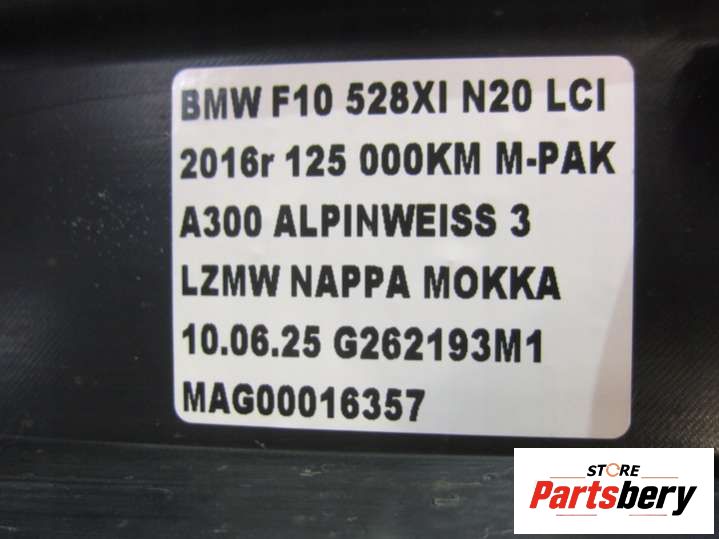 BMW F10 528XI N20 LCI
2016r 125 000KM M-PAK
A300 ALPINWEISS 3
LZMW NAPPA MOKKA
10.06.25 G262193M1
MAG00016357
STORE
Partsbery